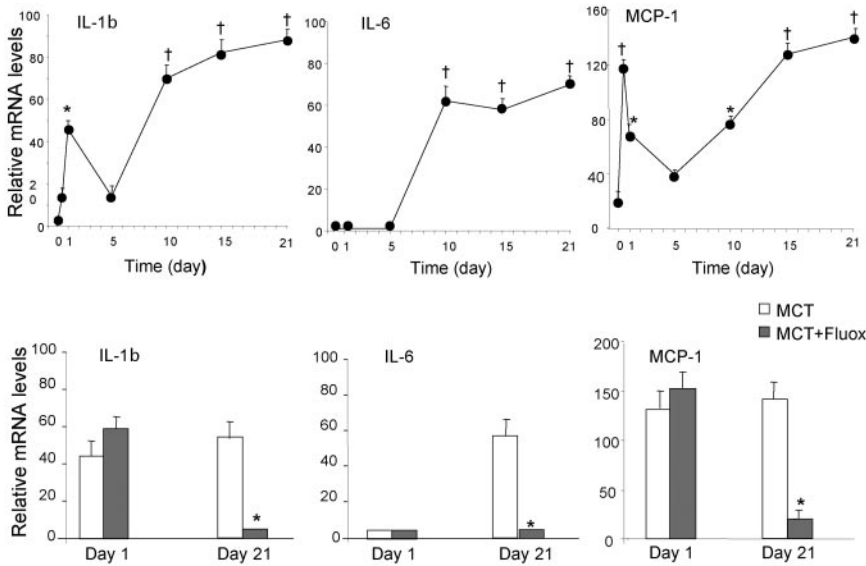 IL-1b
Relative mRNA levels
100
80
60
40
2
0
0
*
†
†
†
0 1 5 10 15 21
Time (day)
IL-6
100
80
60
40
20
0
†
†
†
0 1 5 10 15 21
Time (day)
MCP-1
160
120
80
40
0
†
*
*
†
†
0 1 5 10 15 21
Time (day)
MCT
MCT+Fluox
IL-1b
Relative mRNA levels
100
80
60
40
20
0
*
Day 1 Day 21
IL-6
100
80
60
40
20
0
*
Day 1 Day 21
MCP-1
200
150
100
50
0
*
Day 1 Day 21